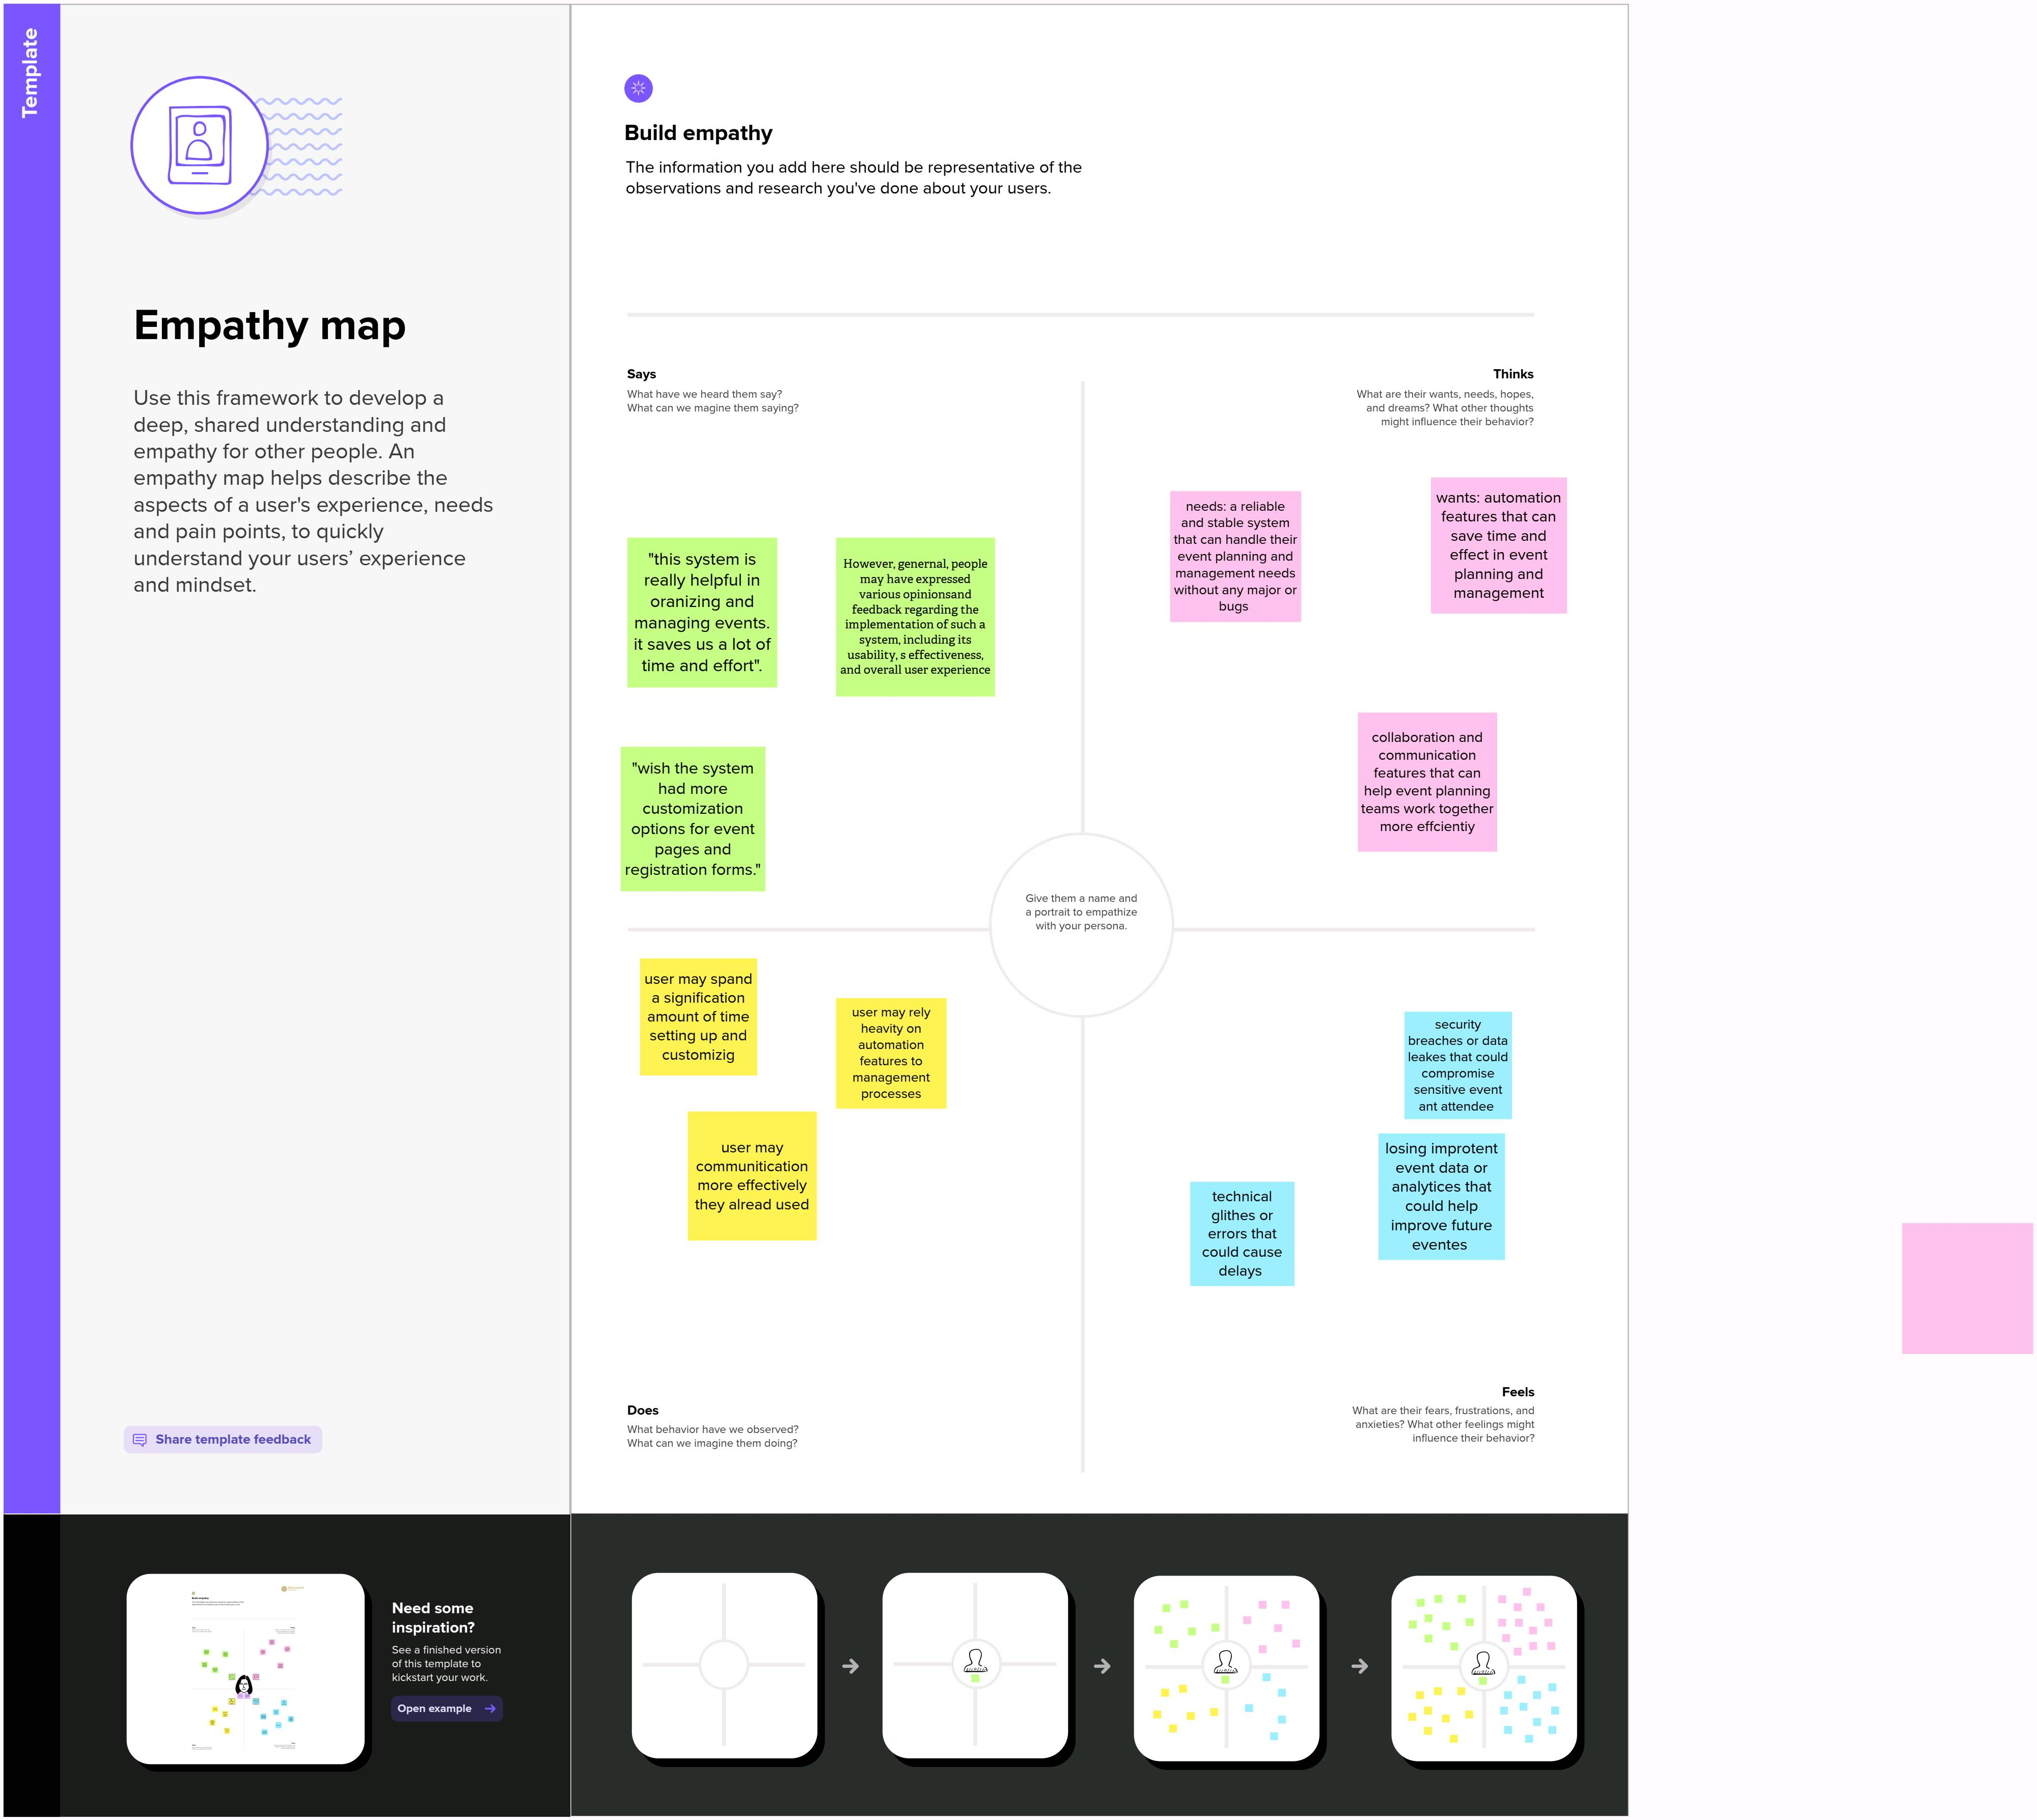 Template
Empathy map
Use this framework to develop a
deep, shared understanding and
empathy for other people. An
empathy map helps describe the
aspects of a user's experience, needs
and pain points, to quickly
understand your users’ experience
and mindset.
Share template feedback
Build empathy
The information you add here should be representative of the
observations and research you've done about your users.
Says
What have we heard them say?
What can we magine them saying?
Thinks
What are their wants, needs, hopes,
and dreams? What other thoughts
might influence their behavior?
"this system is
really helpful in
oranizing and
managing events.
it saves us a lot of
time and effort".
However, genernal, people
may have expressed
various opinionsand
feedback regarding the
implementation of such a
system, including its
usability, s effectiveness,
and overall user experience
"wish the system
had more
customization
options for event
pages and
registration forms."
needs: a reliable
and stable system
that can handle their
event planning and
management needs
without any major or
bugs
wants: automation
features that can
save time and
effect in event
planning and
management
collaboration and
communication
features that can
help event planning
teams work together
more effcientiy
Give them a name and
a portrait to empathize
with your persona.
user may spand
a signification
amount of time
setting up and
customizig
user may rely
heavity on
automation
features to
management
processes
user may
communitication
more effectively
they alread used
security
breaches or data
leakes that could
compromise
sensitive event
ant attendee
losing improtent
event data or
analytices that
could help
improve future
eventes
technical
glithes or
errors that
could cause
delays
Does
What behavior have we observed?
What can we imagine them doing?
Feels
What are their fears, frustrations, and
anxieties? What other feelings might
influence their behavior?
Need some
inspiration?
See a finished version
of this template to
kickstart your work.
Open example